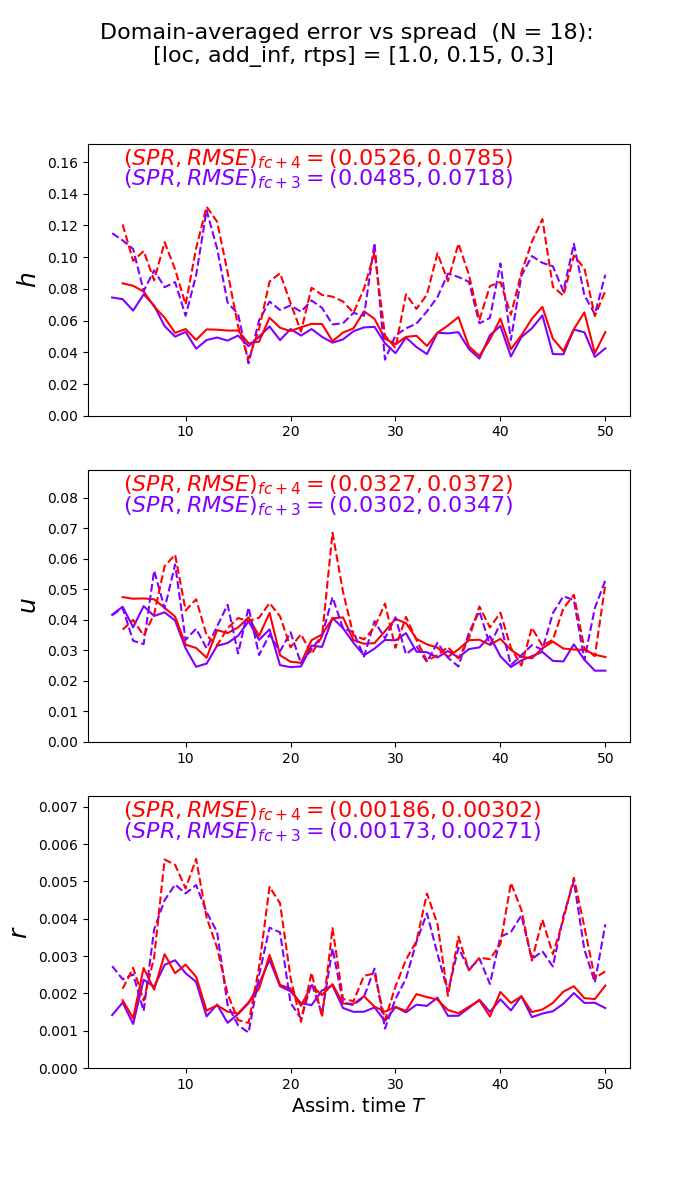 Domain-averaged error vs spread (N = 18):
[loc, add_inf, rtps] = [1.0, 0.15, 0.3]
(SPR, RMSE)fc+4 = (0.0526, 0.0785)
(SPR, RMSE)fc+3 = (0.0485, 0.0718)
h
0.16
0.14
0.12
0.10
0.08
0.06
0.04
0.02
0.00
10 20 30 40 50
(SPR, RMSE)fc+4 = (0.0327, 0.0372)
(SPR, RMSE)fc+3 = (0.0302, 0.0347)
u
0.08
0.07
0.06
0.05
0.04
0.03
0.02
0.01
0.00
10 20 30 40 50
(SPR, RMSE)fc+4 = (0.00186, 0.00302)
(SPR, RMSE)fc+3 = (0.00173, 0.00271)
r
0.007
0.006
0.005
0.004
0.003
0.002
0.001
0.000
10 20 30 40 50
Assim. time T